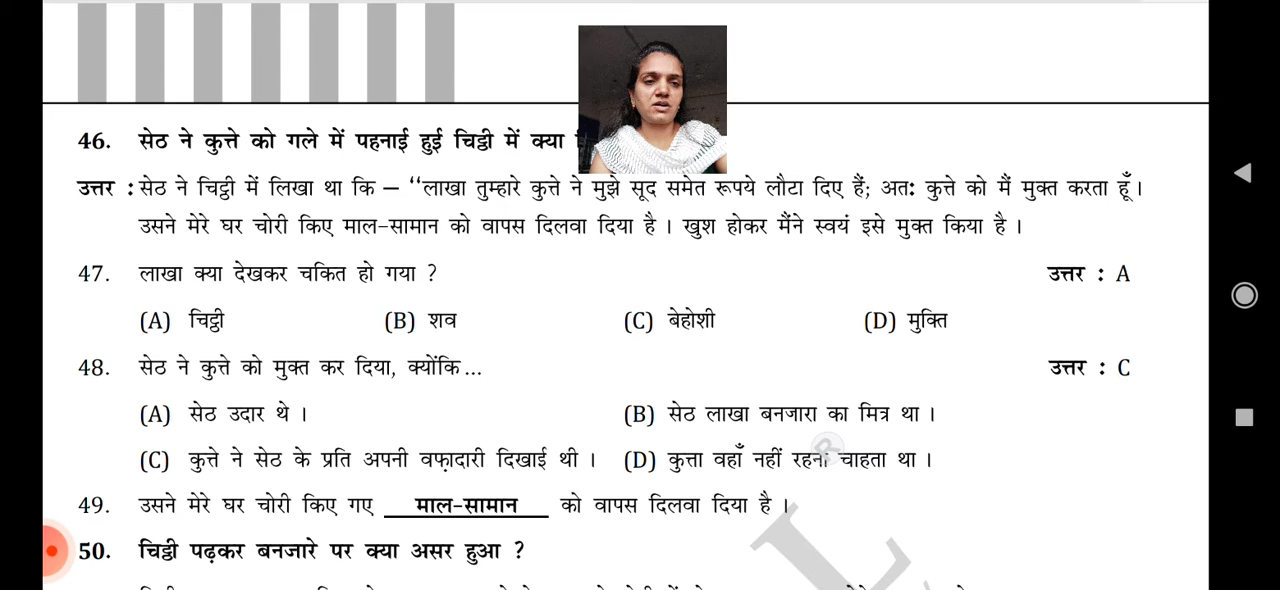 46. सेठ ने कुत्ते को गले में पहनाई हुई चिट्ठी में क्या
उत्तर : सेठ ने चिट्ठी में लिखा था कि – ‘‘लाखा तुम्हारे कुत्ते ने मुझे सूद समेत रूपये लौटा दिए हैं; अतः कुत्ते को मैं मुक्त करता हूँ।
उसने मेरे घर चोरी किए माल-सामान को वापस दिलवा दिया है । खुश होकर मैंने स्वयं इसे मुक्त किया है ।
47. लाखा क्या देखकर चकित हो गया ? उत्तर : A
(A) चिट्ठी (B) शव (C) बेहोशी (D) मुक्ति
48. सेठ ने कुत्ते को मुक्त कर दिया, क्योंकि ... उत्तर : C
(A) सेठ उदार थे । (B) सेठ लाखा बनजारा का मित्र था ।
(C) कुत्ते ने सेठ के प्रति अपनी वफ़ादारी दिखाई थी । (D) कुत्ता वहाँ नहीं रहना चाहता था ।
49. उसने मेरे घर चोरी किए गए माल-सामान को वापस दिलवा दिया है ।
50. चिट्ठी पढ़कर बनजारे पर क्या असर हुआ ?